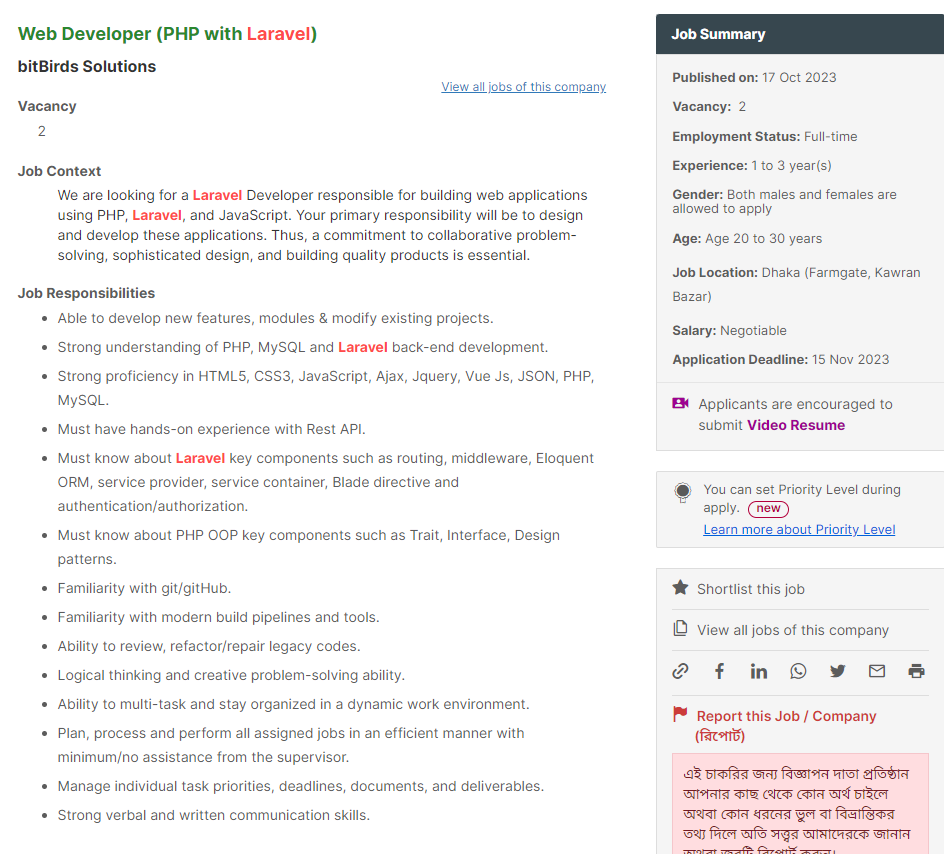 Web Developer (PHP with Laravel)
bitBirds Solutions
View all jobs of this company
Vacancy
2
Job Context
We are looking for a Laravel Developer responsible for building web applications
using PHP, Laravel, and JavaScript. Your primary responsibility will be to design
and develop these applications. Thus, a commitment to collaborative problem-
solving, sophisticated design, and building quality products is essential.
Job Responsibilities
Able to develop new features, modules & modify existing projects.
Strong understanding of PHP, MySQL and Laravel back-end development.
Strong proficiency in HTML5, CSS3, JavaScript, Ajax, Jquery, Vue Js, JSON, PHP,
MySQL.
Must have hands-on experience with Rest API.
Must know about Laravel key components such as routing, middleware, Eloquent
ORM, service provider, service container, Blade directive and
authentication/authorization.
Must know about PHP OOP key components such as Trait, Interface, Design
patterns.
Familiarity with git/gitHub.
Familiarity with modern build pipelines and tools.
Ability to review, refactor/repair legacy codes.
Logical thinking and creative problem-solving ability.
Ability to multi-task and stay organized in a dynamic work environment.
Plan, process and perform all assigned jobs in an efficient manner with
minimum/no assistance from the supervisor.
Manage individual task priorities, deadlines, documents, and deliverables.
Strong verbal and written communication skills.
Job Summary
Published on: 17 Oct 2023
Vacancy: 2
Employment Status: Full-time
Experience: 1 to 3 year(s)
Gender: Both males and females are
allowed to apply
Age: Age 20 to 30 years
Job Location: Dhaka (Farmgate, Kawran
Bazar)
Salary: Negotiable
Application Deadline: 15 Nov 2023
Applicants are encouraged to
submit Video Resume
You can set Priority Level during
apply. new
Learn more about Priority Level
Shortlist this job
View all jobs of this company
Report this Job / Company
(রিপোর্ট)
এই চাকরির জন্য বিজ্ঞাপন দাতা প্রতিষ্ঠান
আপনার কাছ থেকে কোন অর্থ চাইলে
অথবা কোন ধরনের ভুল বা বিভ্রান্তিকর
তথ্য দিলে অতি সত্ত্বর আমাদেরকে জানান